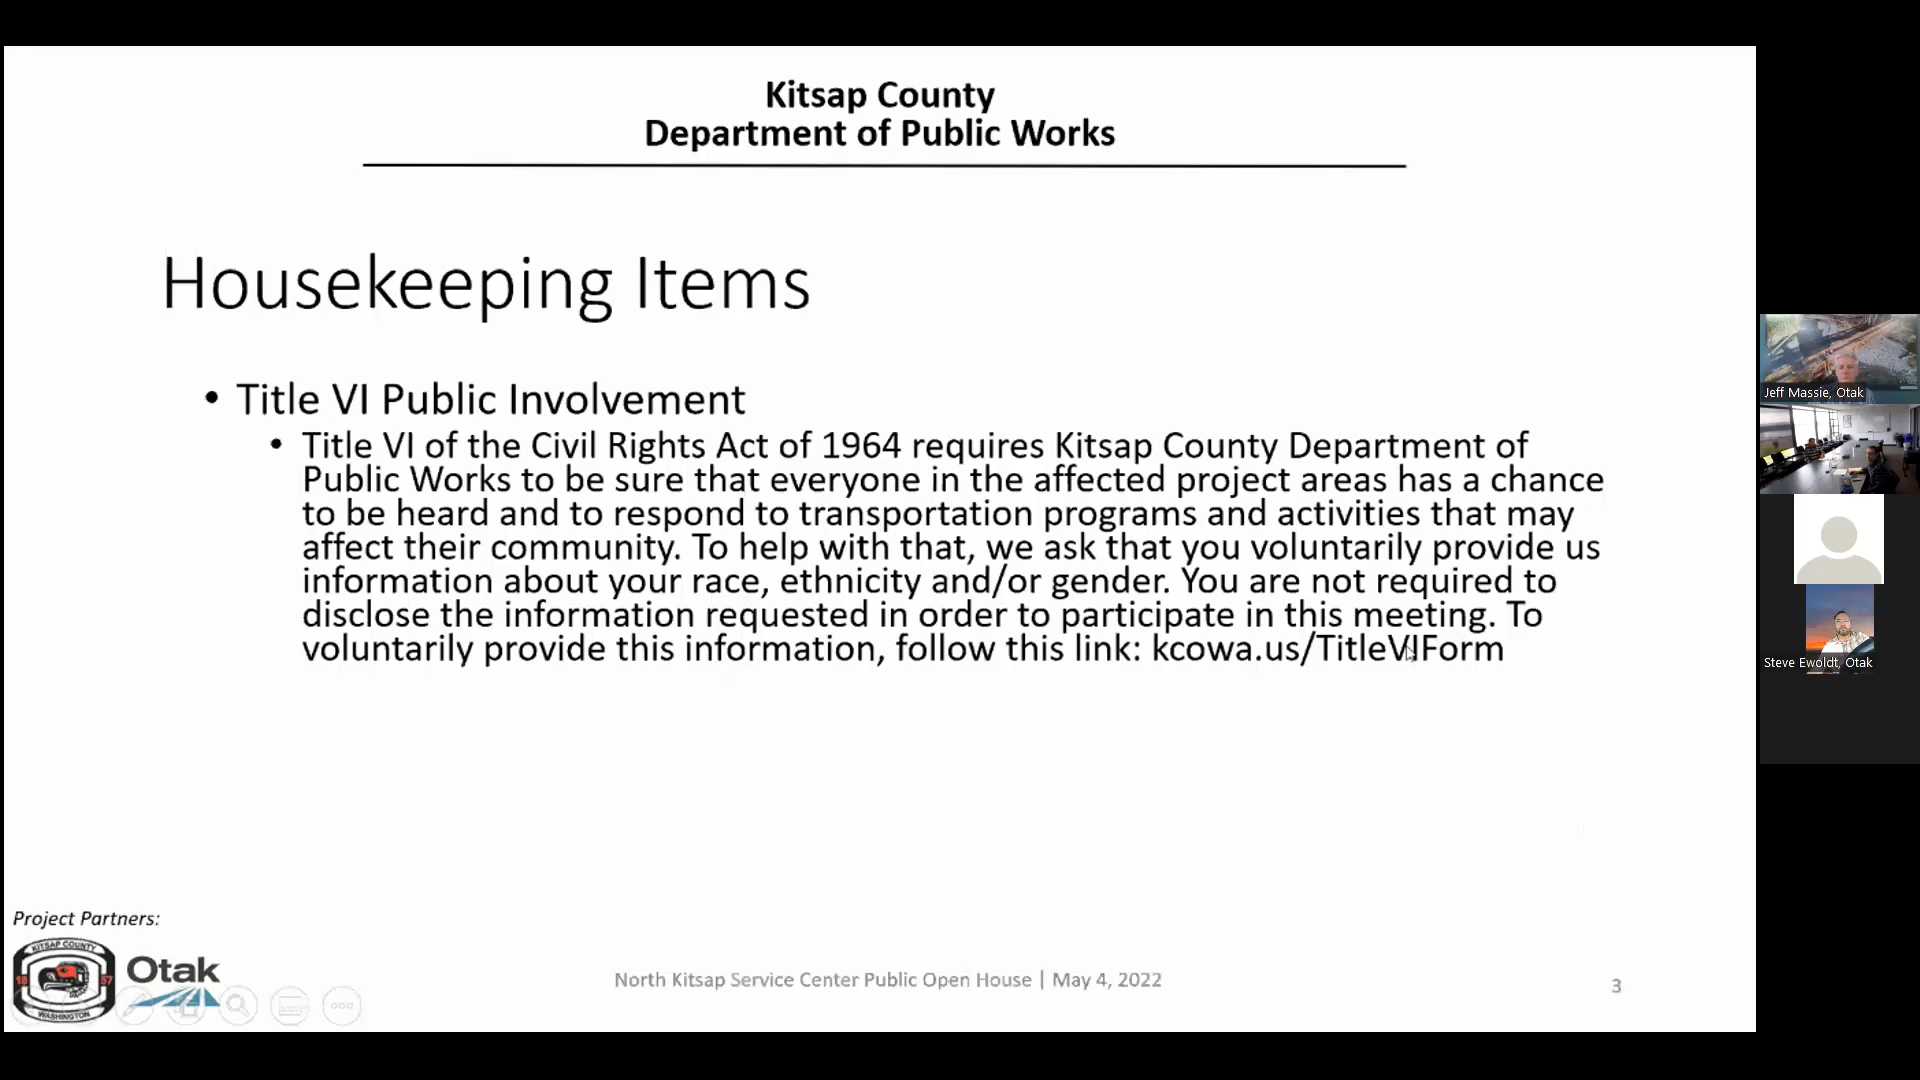 Kitsap County
Department of Public Works
Housekeeping Items
• Title VI Public Involvement
• Title VI of the Civil Rights Act of 1964 requires Kitsap County Department of
Public Works to be sure that everyone in the affected project areas has a chance
to be heard and to respond to transportation programs and activities that may
affect their community. To help with that, we ask that you voluntarily provide us
information about your race, ethnicity and/or gender. You are not required to
disclose the information requested in order to participate in this meeting. To
voluntarily provide this information, follow this link: kcowa.us/TitleVIForm
Project Partners:
KITSAP COUNTY
18 57
WASHINGTON
Otak
North Kitsap Service Center Public Open House | May 4, 2022
3
Jeff Massie, Otak
Steve Ewoldt, Otak